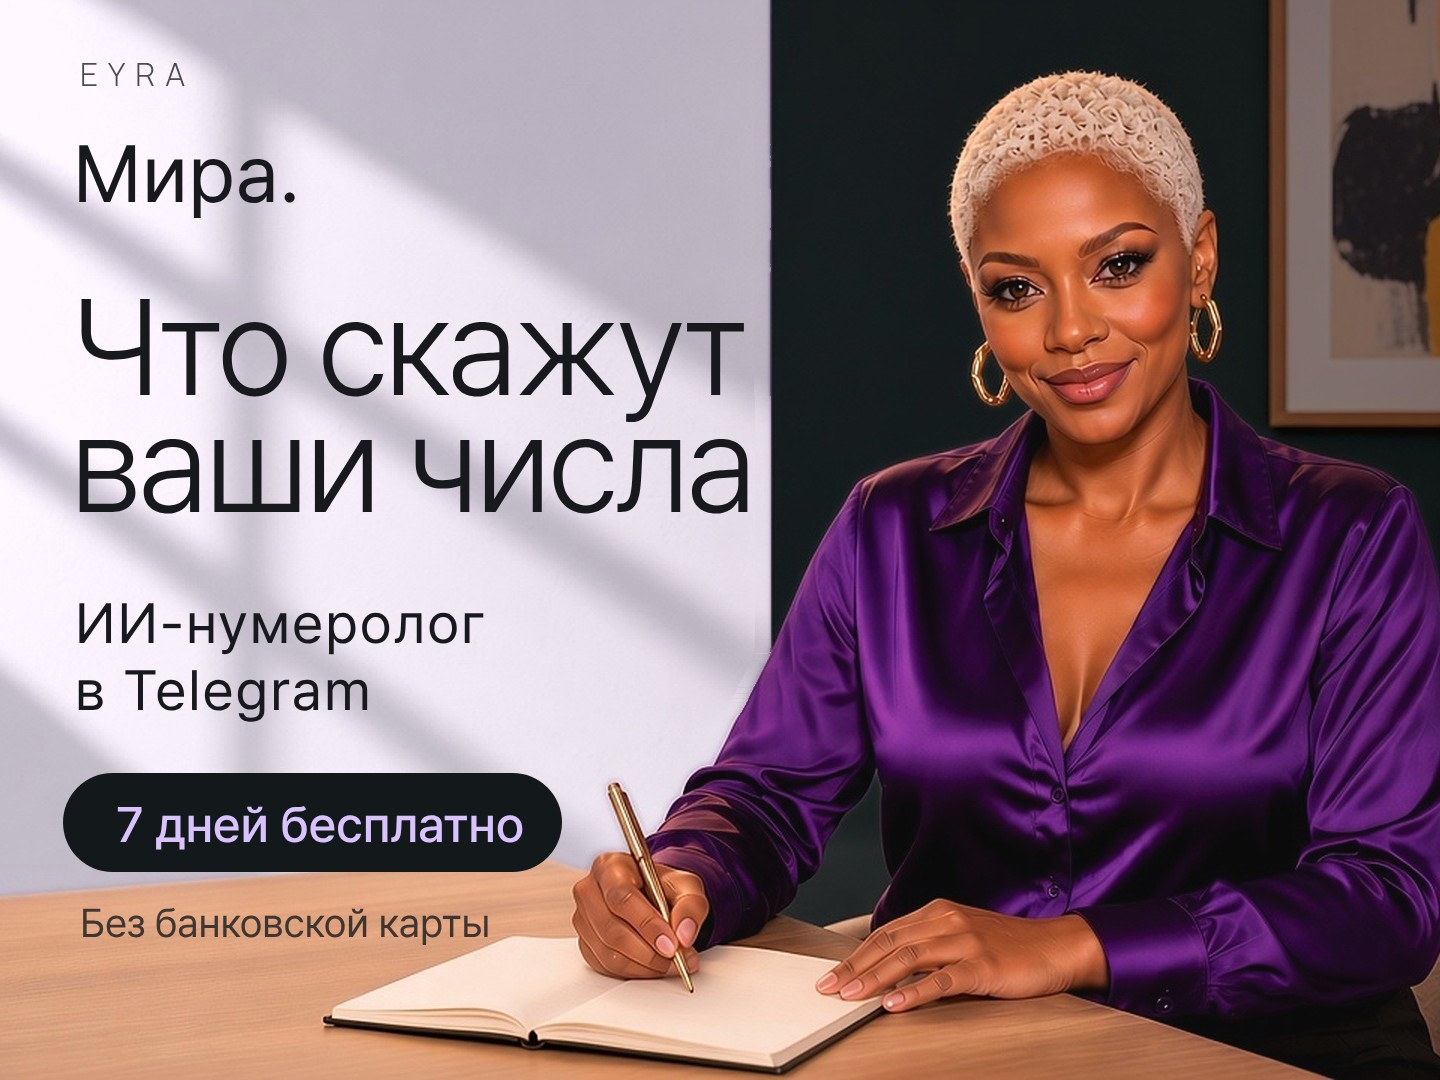 EYRA
Мира.
Что скажут
ваши числа
ИИ-нумеролог
в Telegram
7 дней бесплатно
Без банковской карты